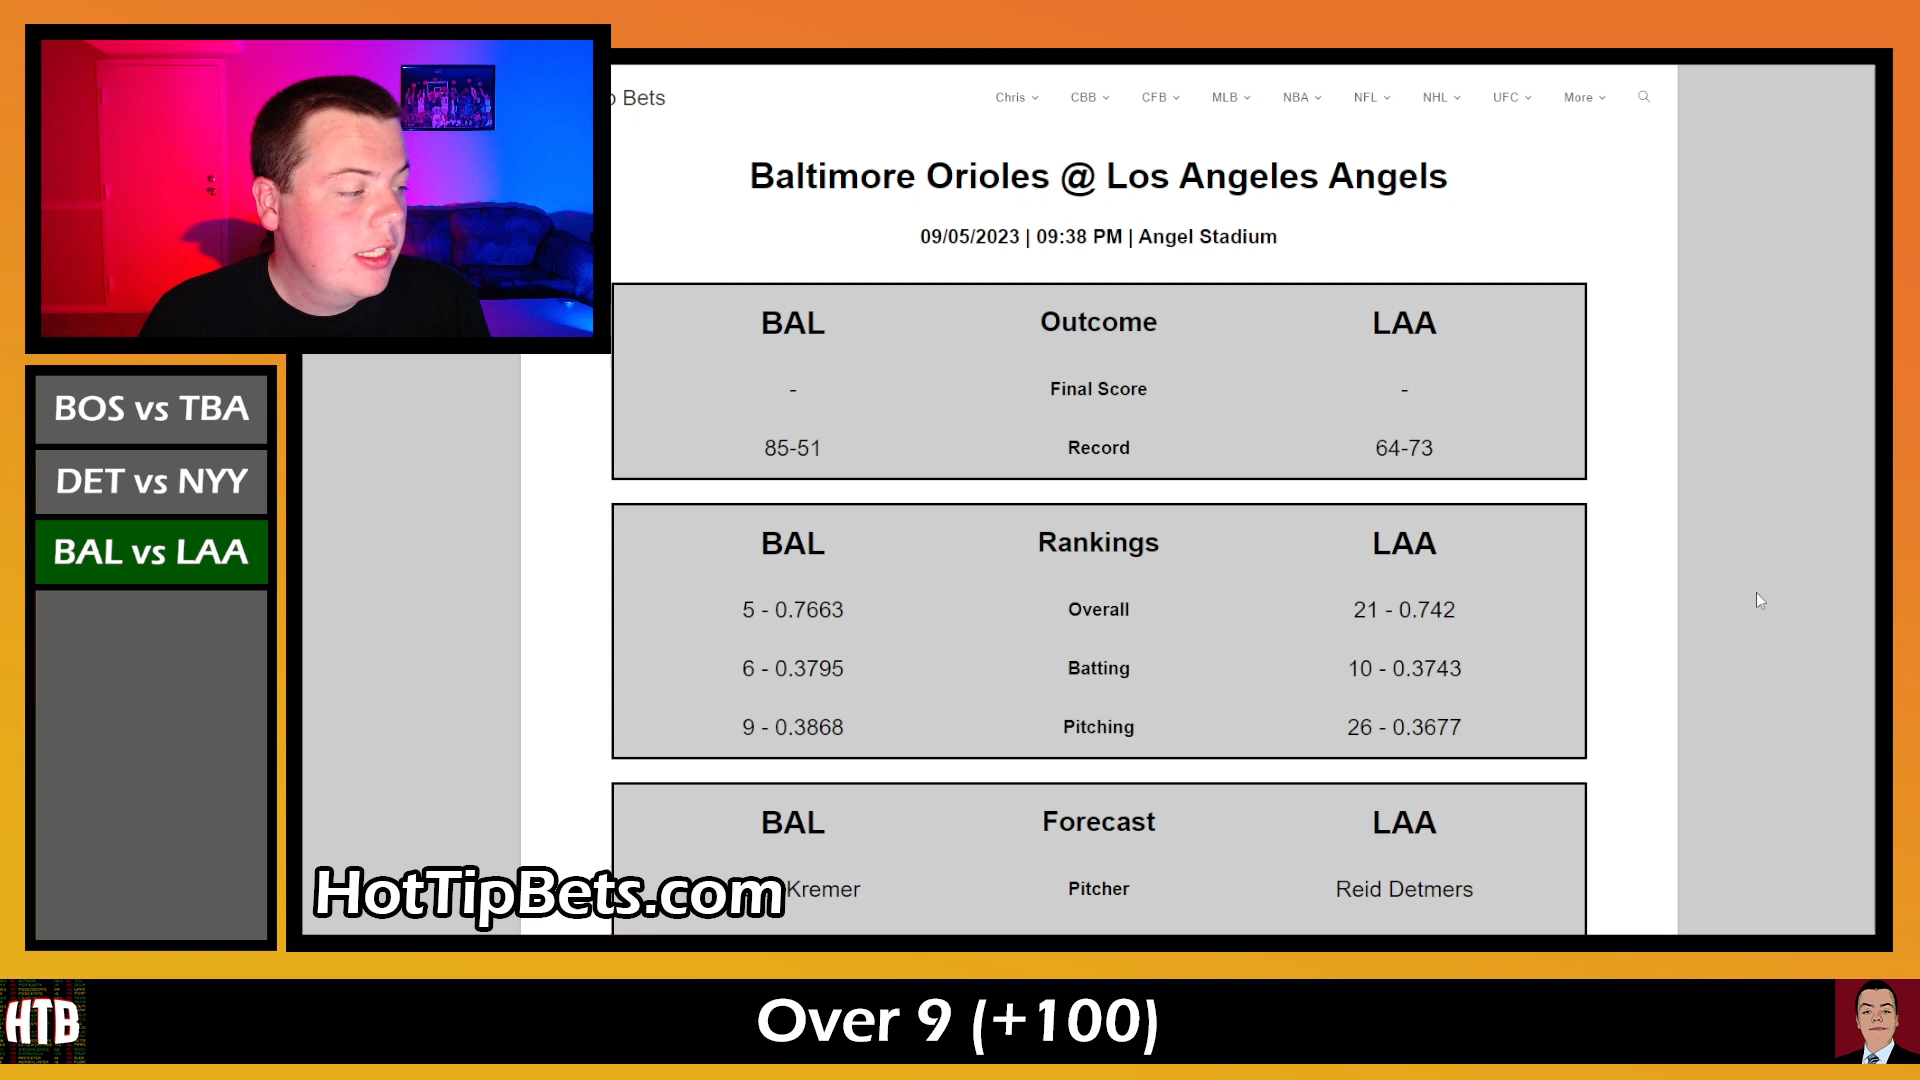 p Bets
Chris CBB CFB MLB NBA NFL NHL UFC More
Baltimore Orioles @ Los Angeles Angels
09/05/2023 | 09:38 PM | Angel Stadium
BAL Outcome LAA
- Final Score -
85-51 Record 64-73
BAL Rankings LAA
5 - 0.7663 Overall 21 - 0.742
6 - 0.3795 Batting 10 - 0.3743
9 - 0.3868 Pitching 26 - 0.3677
BAL Forecast LAA
Kremer Pitcher Reid Detmers
BOS vs TBA
DET vs NYY
BAL vs LAA
HotTipBets.com
HTB
Over 9 (+100)